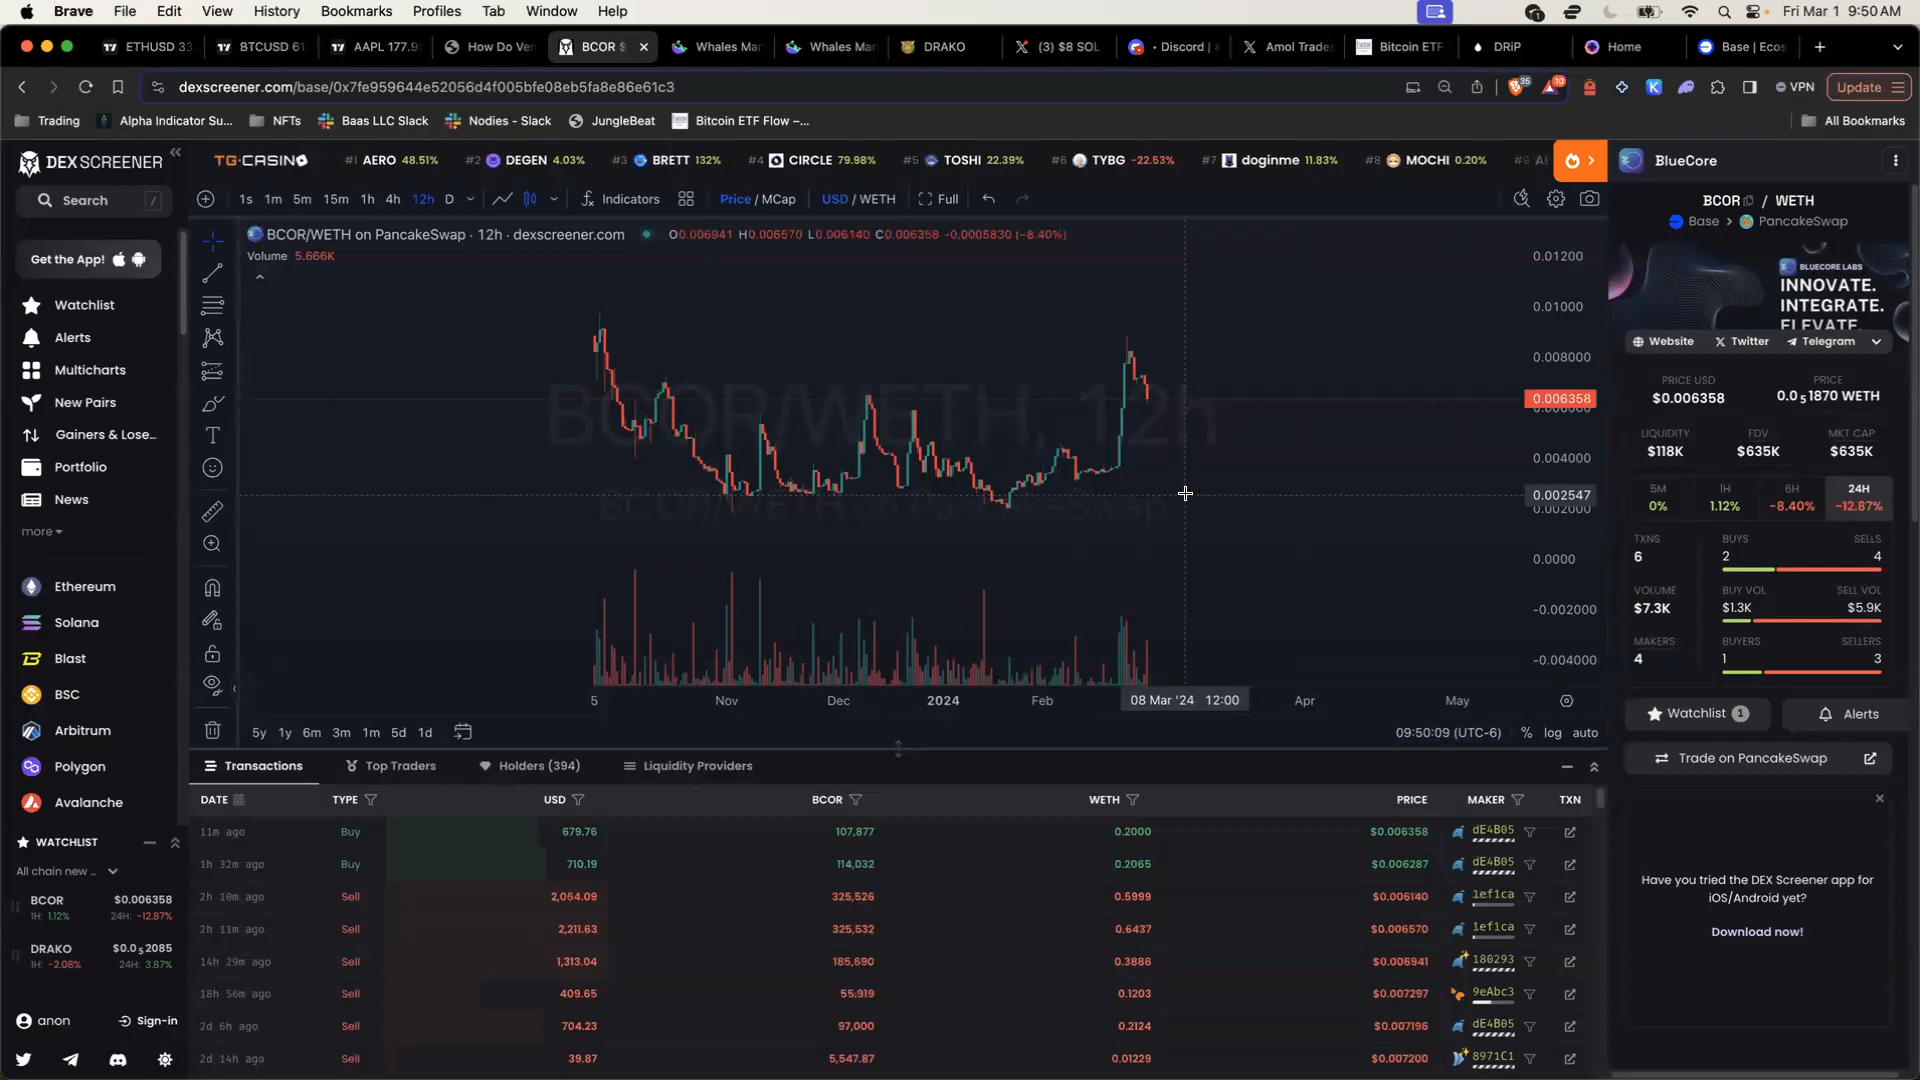 Brave File Edit View History Bookmarks Profiles Tab Window Help Fri Mar 1 9:50 AM
ETHUSD 33 BTCUSD 61. AAPL 177.9 How Do Ver BCOR $ Whales Mar Whales Mar DRAKO (3) $8 SOL • Discord | Amol Trade: Bitcoin ETF DRiP Home Base | Ecos
dexscreener.com/base/0x7fe959644e52056d4f005bfe08eb5fa8e86e61c3 35 10 VPN Update
Trading Alpha Indicator Su... NFTs Baas LLC Slack Nodies - Slack JungleBeat Bitcoin ETF Flow –... All Bookmarks
DEX SCREENER TG.CASINO #1 AERO 48.51% #2 DEGEN 4.03% #3 BRETT 132% #4 CIRCLE 79.98% #5 TOSHI 22.39% #6 TYBG -22.53% #7 doginme 11.83% #8 MOCHI 0.20% BlueCore
Search / 1s 1m 5m 15m 1h 4h 12h D Indicators Price / MCap USD / WETH Full
BCOR / WETH
Base > PancakeSwap
BCOR/WETH on PancakeSwap · 12h · dexscreener.com O0.006941 H0.006570 L0.006140 C0.006358 -0.0005830 (−8.40%)
Volume 5.666K
Get the App!
Watchlist
Alerts
Multicharts
New Pairs
Gainers & Lose...
Portfolio
News
more
Ethereum
Solana
Blast
BSC
Arbitrum
Polygon
Avalanche
WATCHLIST
All chain new ...
BCOR $0.006358
1H: 1.12% 24H: -12.87%
DRAKO $0.0₅2085
1H: -2.08% 24H: 3.87%
anon Sign-in
BCOR/WETH, 12h
BCOR/WETH on PancakeSwap
0.01200
0.01000
0.008000
0.006358
0.006000
0.004000
0.002547
0.002000
0.0000
-0.002000
-0.004000
5 Nov Dec 2024 Feb 08 Mar '24 12:00 Apr May
5y 1y 6m 3m 1m 5d 1d 09:50:09 (UTC-6) % log auto
Transactions Top Traders Holders (394) Liquidity Providers
DATE TYPE USD BCOR WETH PRICE MAKER TXN
11m ago Buy 679.76 107,877 0.2000 $0.006358 dE4B05
1h 32m ago Buy 710.19 114,032 0.2065 $0.006287 dE4B05
2h 10m ago Sell 2,064.09 325,526 0.5999 $0.006140 1ef1ca
2h 11m ago Sell 2,211.63 325,532 0.6437 $0.006570 1ef1ca
14h 29m ago Sell 1,313.04 185,690 0.3886 $0.006941 180293
18h 56m ago Sell 409.65 55,919 0.1203 $0.007297 9eAbc3
2d 6h ago Sell 704.23 97,000 0.2124 $0.007196 dE4B05
2d 14h ago Sell 39.87 5,547.87 0.01229 $0.007200 8971C1
BLUECORE LABS
INNOVATE.
INTEGRATE.
ELEVATE.
Website Twitter Telegram
PRICE USD PRICE
$0.006358 0.0₅1870 WETH
LIQUIDITY FDV MKT CAP
$118K $635K $635K
5M 1H 6H 24H
0% 1.12% -8.40% -12.87%
TXNS BUYS SELLS
6 2 4
VOLUME BUY VOL SELL VOL
$7.3K $1.3K $5.9K
MAKERS BUYERS SELLERS
4 1 3
Watchlist 1 Alerts
Trade on PancakeSwap
Have you tried the DEX Screener app for
iOS/Android yet?
Download now!